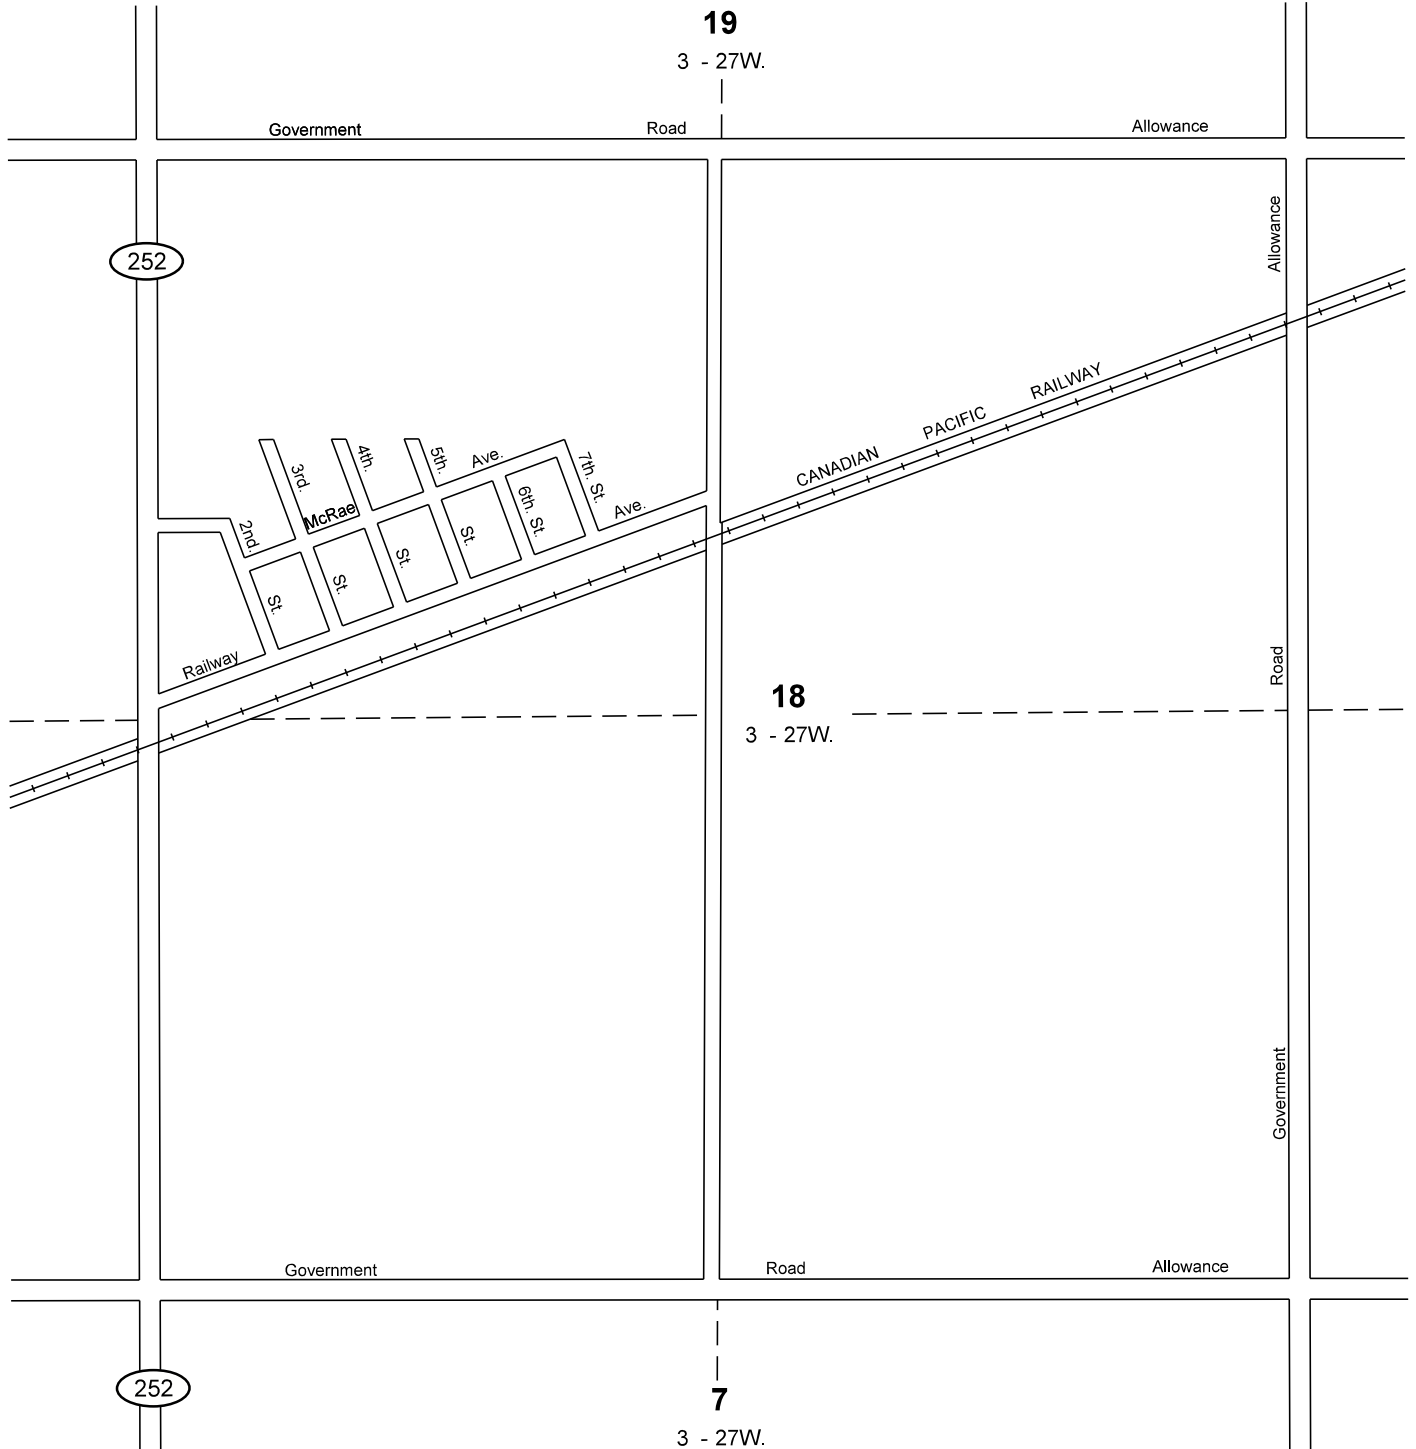 19
3 - 27W.
Government Road Allowance
Allowance
252
CANADIAN PACIFIC RAILWAY
3rd.
4th.
5th.
Ave.
7th. St.
6th. St.
McRae
Ave.
2nd.
St.
St.
St.
St.
Railway
Road
18
3 - 27W.
Government
Government Road Allowance
252
7
3 - 27W.